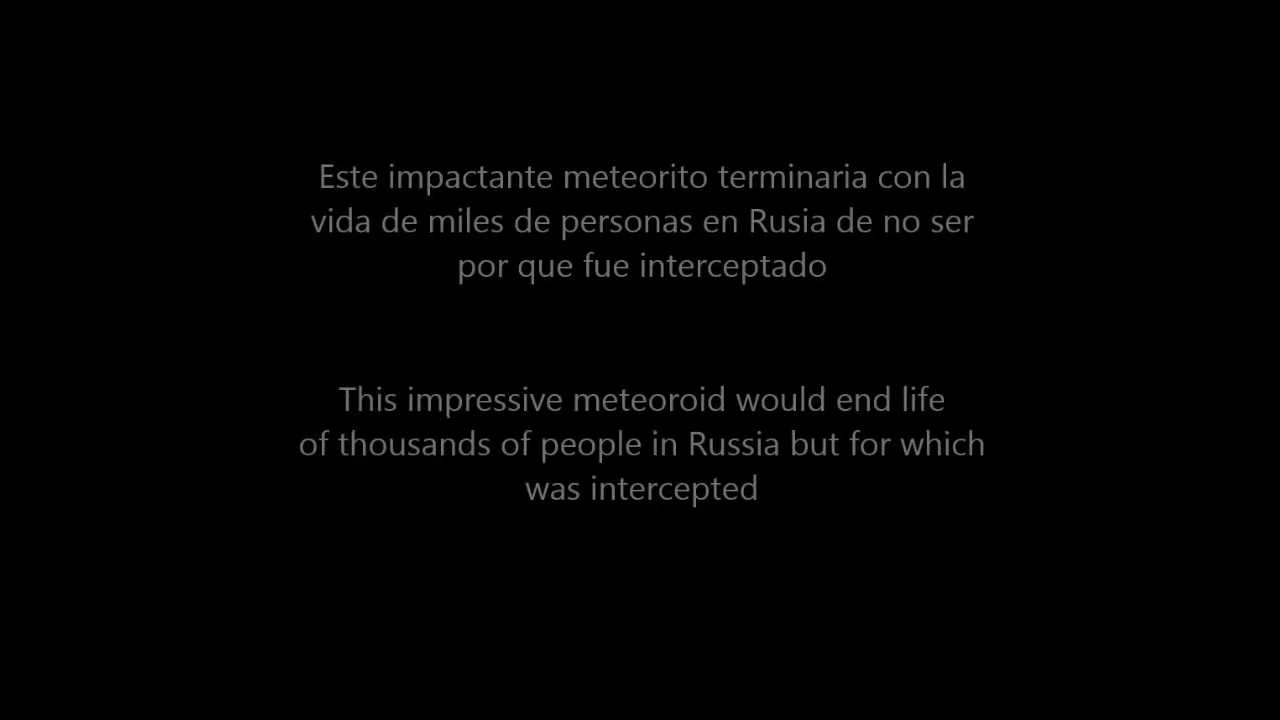 Este impactante meteorito terminaria con la
vida de miles de personas en Rusia de no ser
por que fue interceptado
This impressive meteoroid would end life
of thousands of people in Russia but for which
was intercepted